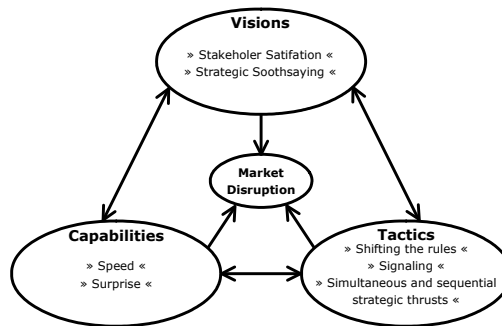 Visions
» Stakeholer Satifation «
» Strategic Soothsaying «
Market
Disruption
Capabilities
» Speed «
» Surprise «
Tactics
» Shifting the rules «
» Signaling «
» Simultaneous and sequential
strategic thrusts «